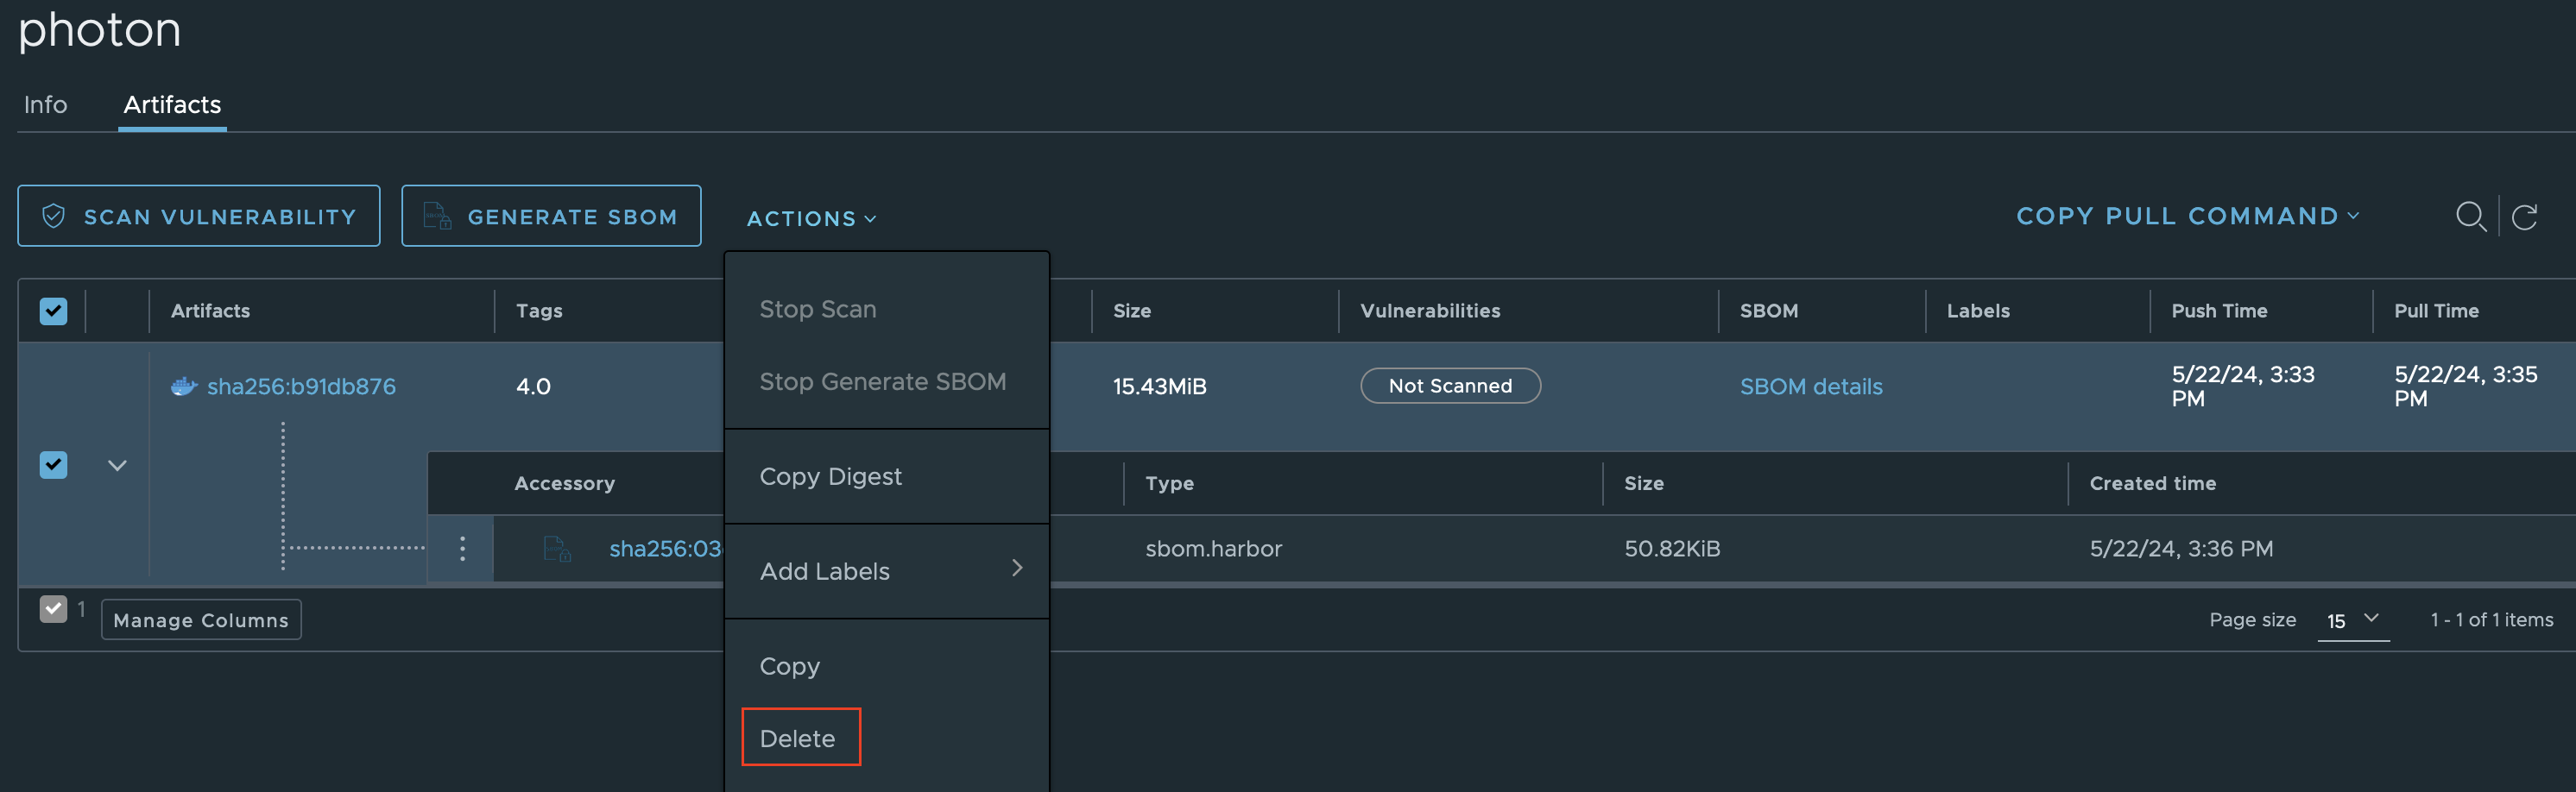 photon
Info Artifacts
SCAN VULNERABILITY GENERATE SBOM ACTIONS COPY PULL COMMAND
Artifacts Tags Size Vulnerabilities SBOM Labels Push Time Pull Time
sha256:b91db876 4.0 15.43MiB Not Scanned SBOM details 5/22/24, 3:33 PM 5/22/24, 3:35 PM
Accessory Type Size Created time
sha256:03 sbom.harbor 50.82KiB 5/22/24, 3:36 PM
1 Manage Columns Page size 15 1 - 1 of 1 items
Stop Scan
Stop Generate SBOM
Copy Digest
Add Labels
Copy
Delete